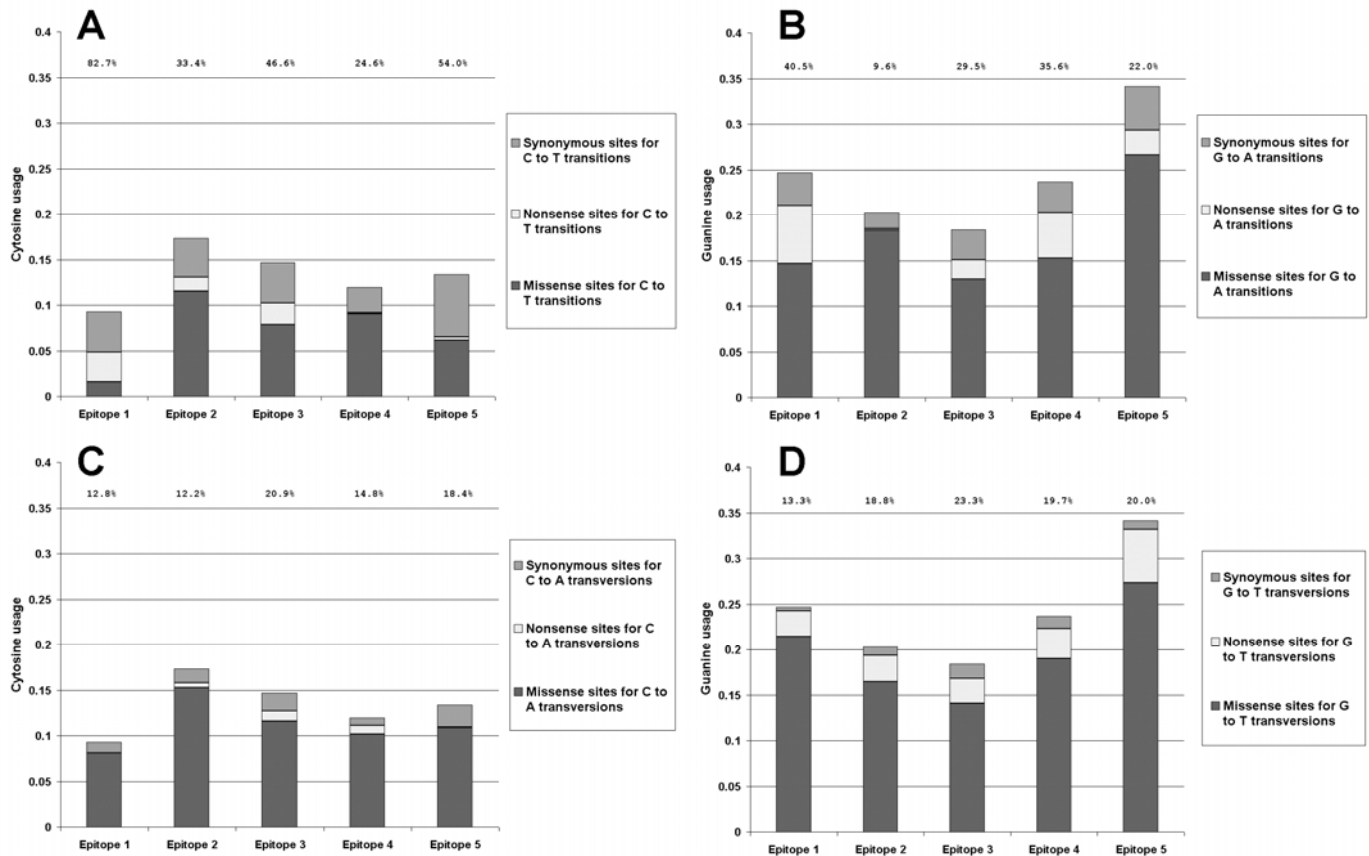 A
0.4
82.7% 33.4% 46.6% 24.6% 54.0%
0.35
0.3
0.25
0.2
0.15
0.1
0.05
0
Cytosine usage
Epitope 1 Epitope 2 Epitope 3 Epitope 4 Epitope 5
Synonymous sites for
C to T transitions
Nonsense sites for C to
T transitions
Missense sites for C to
T transitions
B
0.4
40.5% 9.6% 29.5% 35.6% 22.0%
0.35
0.3
0.25
0.2
0.15
0.1
0.05
0
Guanine usage
Epitope 1 Epitope 2 Epitope 3 Epitope 4 Epitope 5
Synonymous sites for
G to A transitions
Nonsense sites for G to
A transitions
Missense sites for G to
A transitions
C
0.4
12.8% 12.2% 20.9% 14.8% 18.4%
0.35
0.3
0.25
0.2
0.15
0.1
0.05
0
Cytosine usage
Epitope 1 Epitope 2 Epitope 3 Epitope 4 Epitope 5
Synonymous sites for
C to A transversions
Nonsense sites for C
to A transversions
Missense sites for C to
A transversions
D
0.4
13.3% 18.8% 23.3% 19.7% 20.0%
0.35
0.3
0.25
0.2
0.15
0.1
0.05
0
Guanine usage
Epitope 1 Epitope 2 Epitope 3 Epitope 4 Epitope 5
Synoymous sites for
G to T transversions
Nonsense sites for G
to T transversions
Missense sites for G
to T transversions